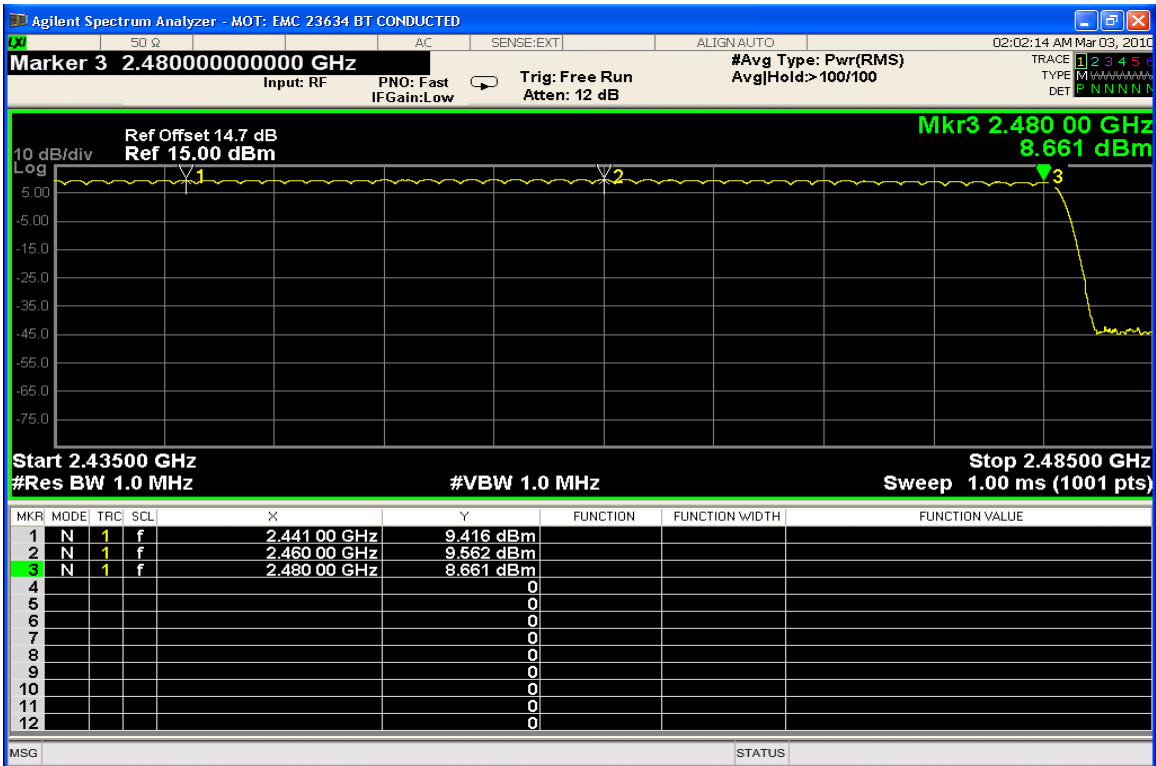 Agilent Spectrum Analyzer - MOT: EMC 23634 BT CONDUCTED
LXI 50 Ω AC SENSE:EXT ALIGN AUTO 02:02:14 AM Mar 03, 2010
Marker 3 2.480000000000 GHz
Input: RF PNO: Fast IFGain:Low
Trig: Free Run
Atten: 12 dB
#Avg Type: Pwr(RMS)
Avg|Hold:>100/100
TRACE 1 2 3 4 5 6
TYPE M
DET P N N N N N
Mkr3 2.480 00 GHz
8.661 dBm
Ref Offset 14.7 dB
10 dB/div Ref 15.00 dBm
Log
1
2
3
5.00
-5.00
-15.0
-25.0
-35.0
-45.0
-55.0
-65.0
-75.0
Start 2.43500 GHz Stop 2.48500 GHz
#Res BW 1.0 MHz #VBW 1.0 MHz Sweep 1.00 ms (1001 pts)
MKR MODE TRC SCL X Y FUNCTION FUNCTION WIDTH FUNCTION VALUE
1 N 1 f 2.441 00 GHz 9.416 dBm
2 N 1 f 2.460 00 GHz 9.562 dBm
3 N 1 f 2.480 00 GHz 8.661 dBm
4 0
5 0
6 0
7 0
8 0
9 0
10 0
11 0
12 0
MSG STATUS